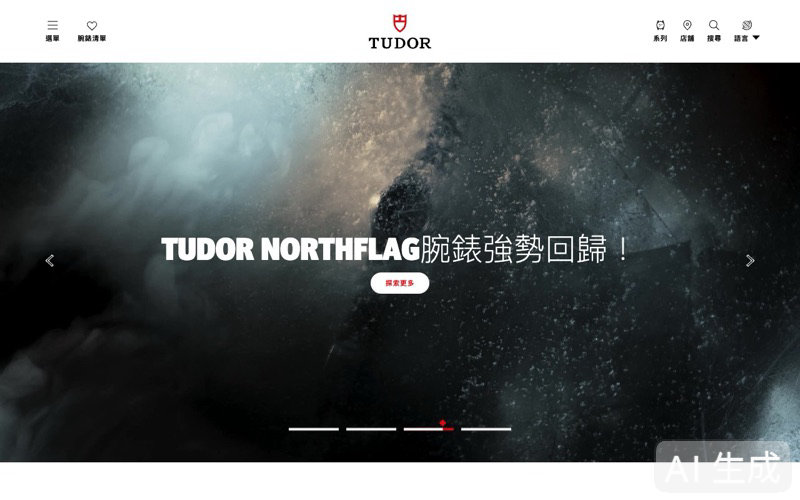 選單
腕錶清單
TUDOR
系列
店舖
搜尋
語言
TUDOR NORTHFLAG腕錶強勢回歸！
探索更多
AI 生成